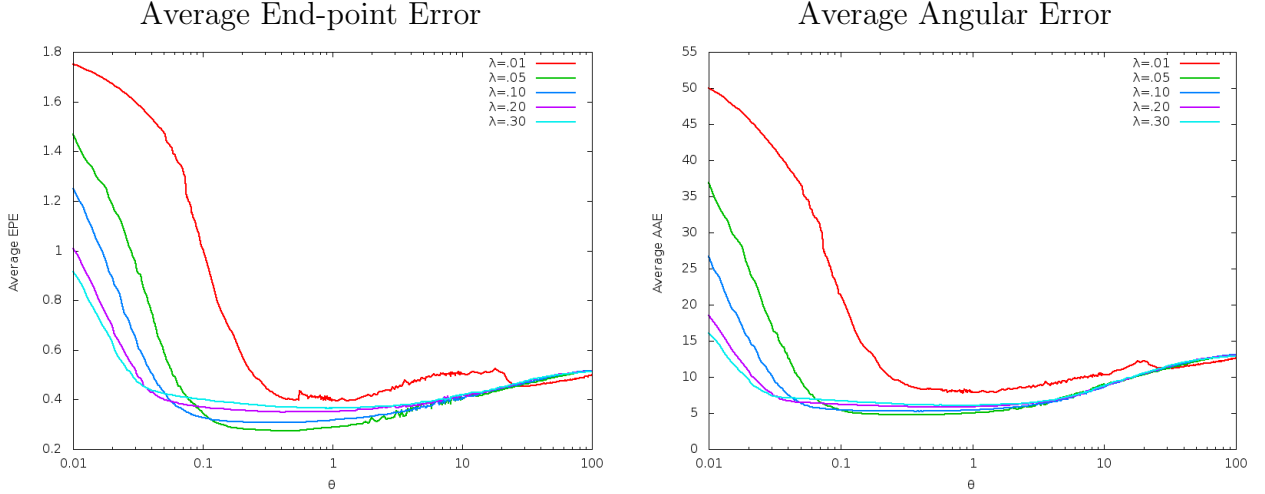 Average End-point Error
1.8
1.6
1.4
1.2
1
0.8
0.6
0.4
0.2
Average EPE
0.01
0.1
1
10
100
θ
λ=.01
λ=.05
λ=.10
λ=.20
λ=.30
Average Angular Error
55
50
45
40
35
30
25
20
15
10
5
0
Average AAE
0.01
0.1
1
10
100
θ
λ=.01
λ=.05
λ=.10
λ=.20
λ=.30